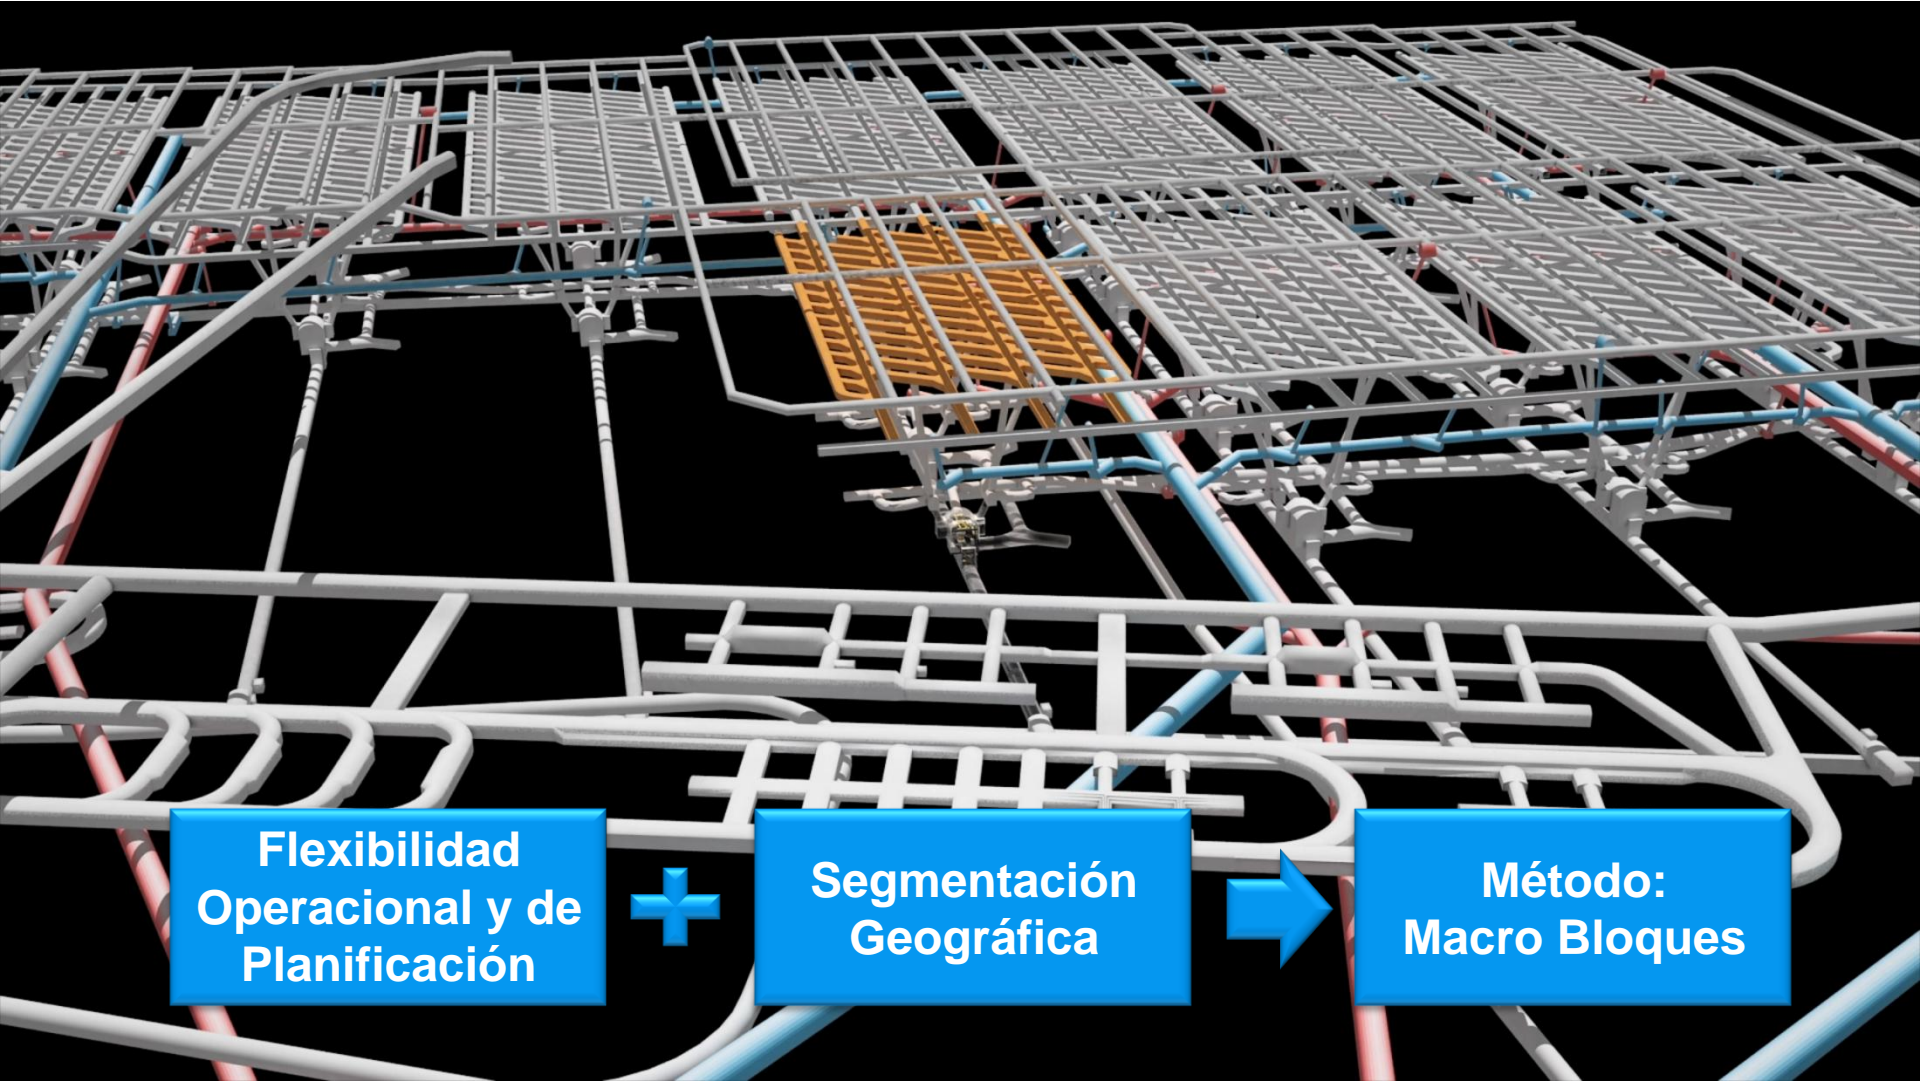 Flexibilidad
Operacional y de
Planificación
Segmentación
Geográfica
Método:
Macro Bloques